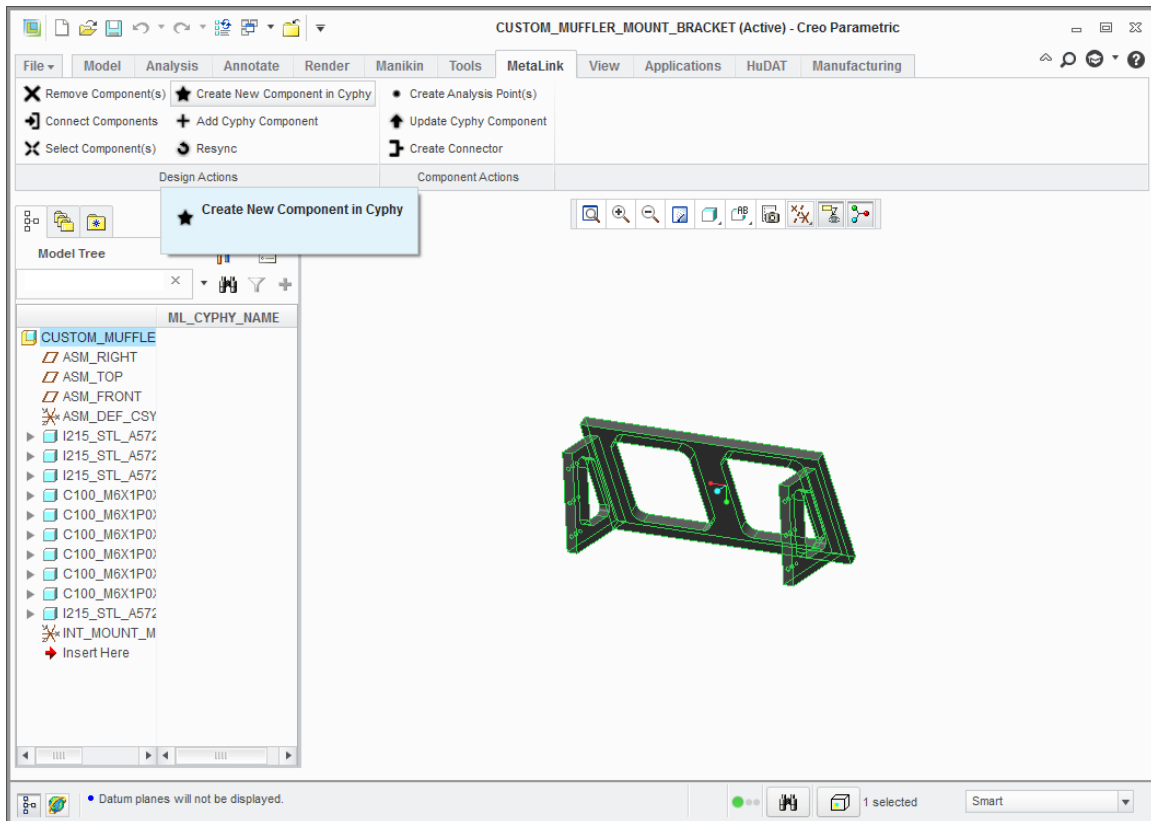 CUSTOM_MUFFLER_MOUNT_BRACKET (Active) - Creo Parametric
File Model Analysis Annotate Render Manikin Tools MetaLink View Applications HuDAT Manufacturing
Remove Component(s) Create New Component in Cyphy Create Analysis Point(s)
Connect Components Add Cyphy Component Update Cyphy Component
Select Component(s) Resync Create Connector
Design Actions Component Actions
Create New Component in Cyphy
Model Tree
ML_CYPHY_NAME
CUSTOM_MUFFLE
ASM_RIGHT
ASM_TOP
ASM_FRONT
ASM_DEF_CSY
I215_STL_A572
I215_STL_A572
I215_STL_A572
C100_M6X1P0
C100_M6X1P0
C100_M6X1P0
C100_M6X1P0
C100_M6X1P0
C100_M6X1P0
I215_STL_A572
INT_MOUNT_M
Insert Here
Datum planes will not be displayed.
1 selected
Smart